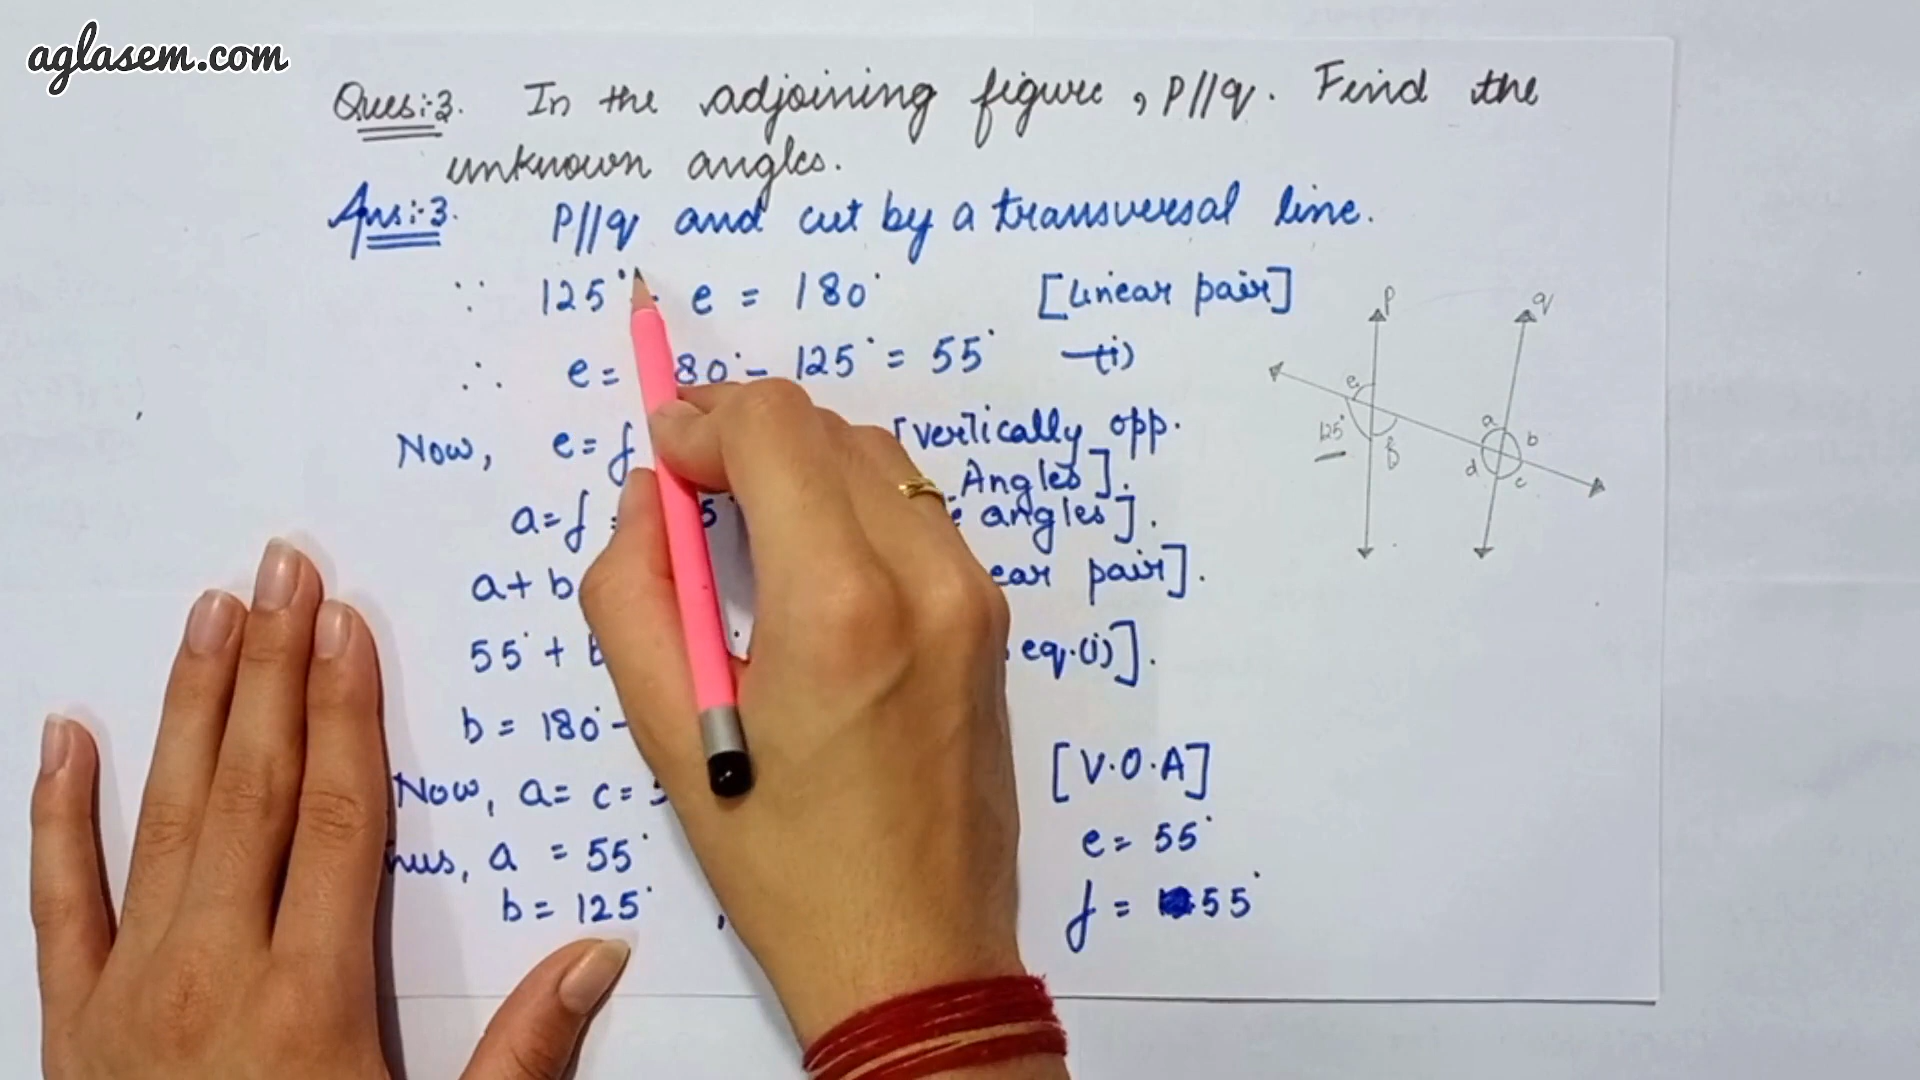 aglasem.com
Ques:-3. In the adjoining figure, P//q. Find the
unknown angles.
Ans:-3. P//q and cut by a transversal line.
∵ 125° e = 180° [Linear pair]
∴ e = 80° - 125° = 55° —(i)
Now, e = f [vertically opp.
Angles].
a = f = 5° angles].
a + b pair].
55° + b eq.(i)].
b = 180° -
Now, a = c = [V.O.A]
a = 55° e = 55°
b = 125° , f = 55°
p
q
e
125°
f
a
b
d
c